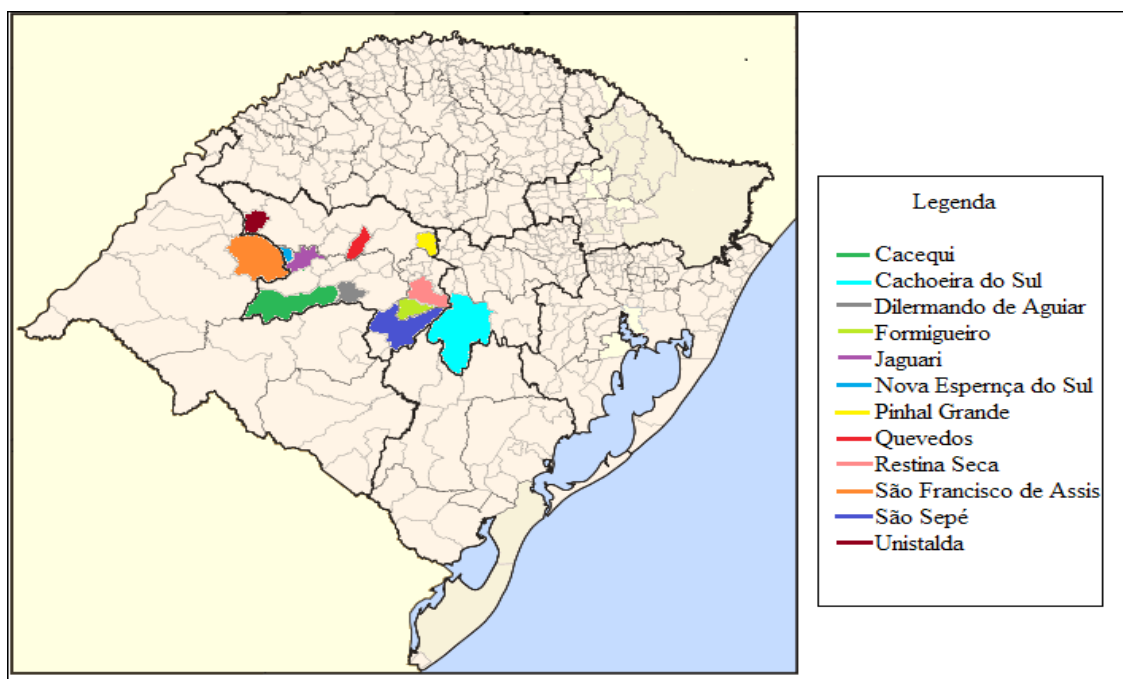 Legenda
Cacequi
Cachoeira do Sul
Dilermando de Aguiar
Formigueiro
Jaguari
Nova Espernça do Sul
Pinhal Grande
Quevedos
Restina Seca
São Francisco de Assis
São Sepé
Unistalda